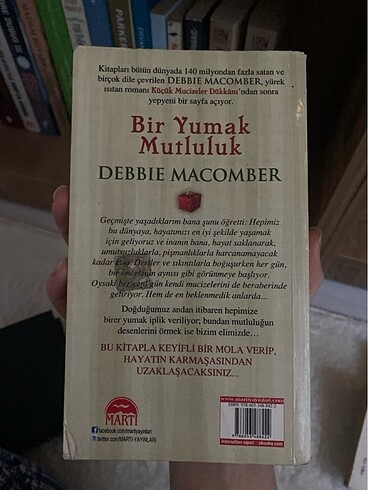 Kitapları bütün dünyada 140 milyondan fazla satan ve
birçok dile çevrilen DEBBIE MACOMBER, yürek
ısıtan romanı Küçük Mucizeler Dükkânı'ndan sonra
yepyeni bir sayfa açıyor.
Bir Yumak
Mutluluk
DEBBIE MACOMBER
Geçmişte yaşadıklarım bana şunu öğretti: Hepimiz
bu dünyaya, hayatımızı en iyi şekilde yaşamak
için geliyoruz ve inanın bana, hayat saklanarak,
umutsuzluklarla, pişmanlıklarla harcanamayacak
kadar Dertler ve sıkıntılarla boğuşurken her gün,
bir öncekinin aynısı gibi görünmeye başlıyor.
Oysaki her yeni gün kendi mucizelerini de beraberinde
getiriyor. Hem de en beklenmedik anlarda...
Doğduğumuz andan itibaren hepimize
birer yumak iplik veriliyor; bundan mutluluğun
desenlerini örmek ise bizim elimizde...
BU KİTAPLA KEYİFLİ BİR MOLA VERİP,
HAYATIN KARMAŞASINDAN
UZAKLAŞACAKSINIZ...
MARTI
facebook.com/martiyayinlari
twitter.com/MARTI-YAYINLARI
www.martiyayinlari.com
PARKER